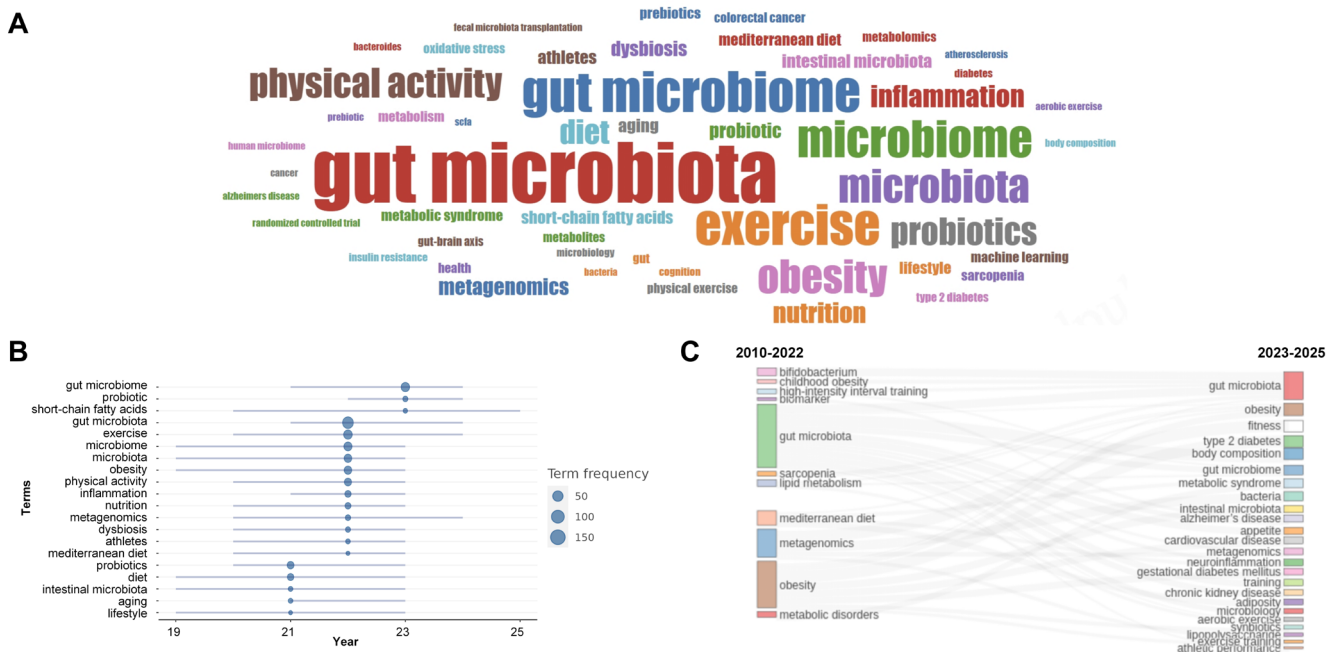 A
prebiotics
colorectal cancer
fecal microbiota transplantation
bacteroides
oxidative stress
athletes
dysbiosis
mediterranean diet
metabolomics
intestinal microbiota
atherosclerosis
physical activity
gut microbiome
inflammation
diabetes
aerobic exercise
prebiotic
metabolism
scfa
diet
aging
probiotic
microbiome
body composition
human microbiome
cancer
gut microbiota
microbiota
alzheimers disease
randomized controlled trial
metabolic syndrome
short-chain fatty acids
exercise
probiotics
gut-brain axis
metabolites
microbiology
gut
machine learning
insulin resistance
health
bacteria
cognition
obesity
lifestyle
sarcopenia
metagenomics
physical exercise
type 2 diabetes
nutrition
B
gut microbiome
probiotic
short-chain fatty acids
gut microbiota
exercise
microbiome
microbiota
obesity
physical activity
inflammation
nutrition
metagenomics
dysbiosis
athletes
mediterranean diet
probiotics
diet
intestinal microbiota
aging
lifestyle
Terms
19 21 23 25
Year
Term frequency
50
100
150
C
2010-2022
bifidobacterium
childhood obesity
high-intensity interval training
biomarker
gut microbiota
sarcopenia
lipid metabolism
mediterranean diet
metagenomics
obesity
metabolic disorders
2023-2025
gut microbiota
obesity
fitness
type 2 diabetes
body composition
gut microbiome
metabolic syndrome
bacteria
intestinal microbiota
alzheimer's disease
appetite
cardiovascular disease
metagenomics
neuroinflammation
gestational diabetes mellitus
training
chronic kidney disease
adiposity
microbiology
aerobic exercise
synbiotics
lipopolysaccharide
exercise training
athletic performance